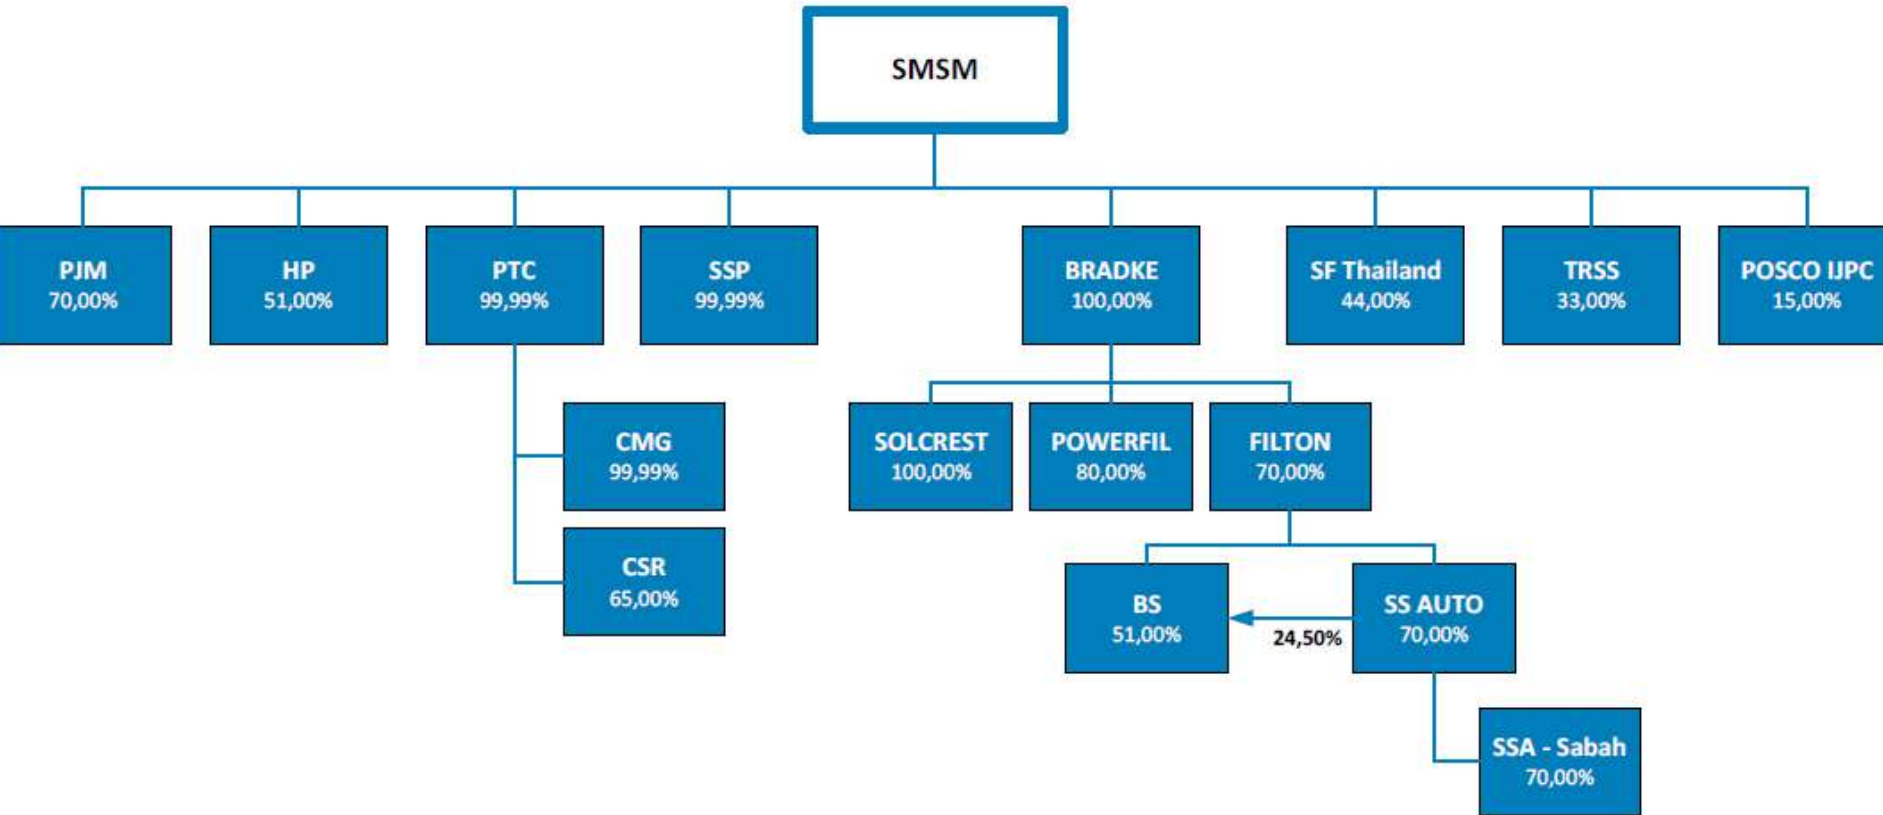 SMSM
PJM
70,00%
HP
51,00%
PTC
99,99%
SSP
99,99%
BRADKE
100,00%
SF Thailand
44,00%
TRSS
33,00%
POSCO IJPC
15,00%
CMG
99,99%
CSR
65,00%
SOLCREST
100,00%
POWERFIL
80,00%
FILTON
70,00%
BS
51,00%
24,50%
SS AUTO
70,00%
SSA - Sabah
70,00%